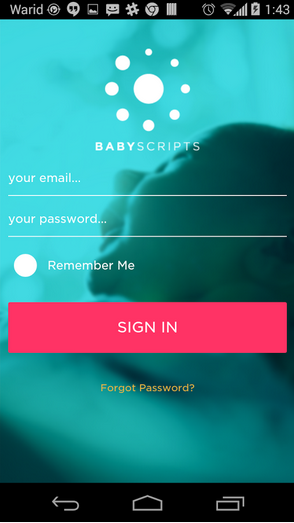 Warid 1:43
BABYSCRIPTS
your email...
your password...
Remember Me
SIGN IN
Forgot Password?